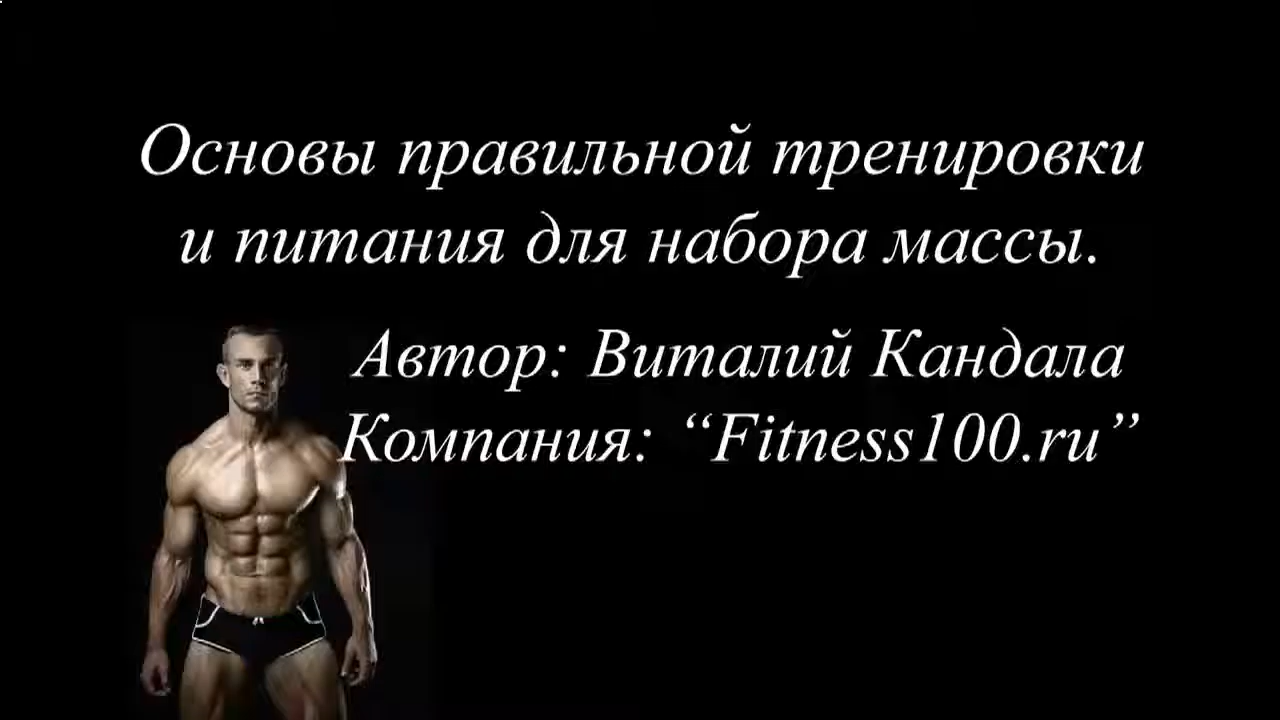 Основы правильной тренировки
и питания для набора массы.
Автор: Виталий Кандала
Компания: “Fitness100.ru”